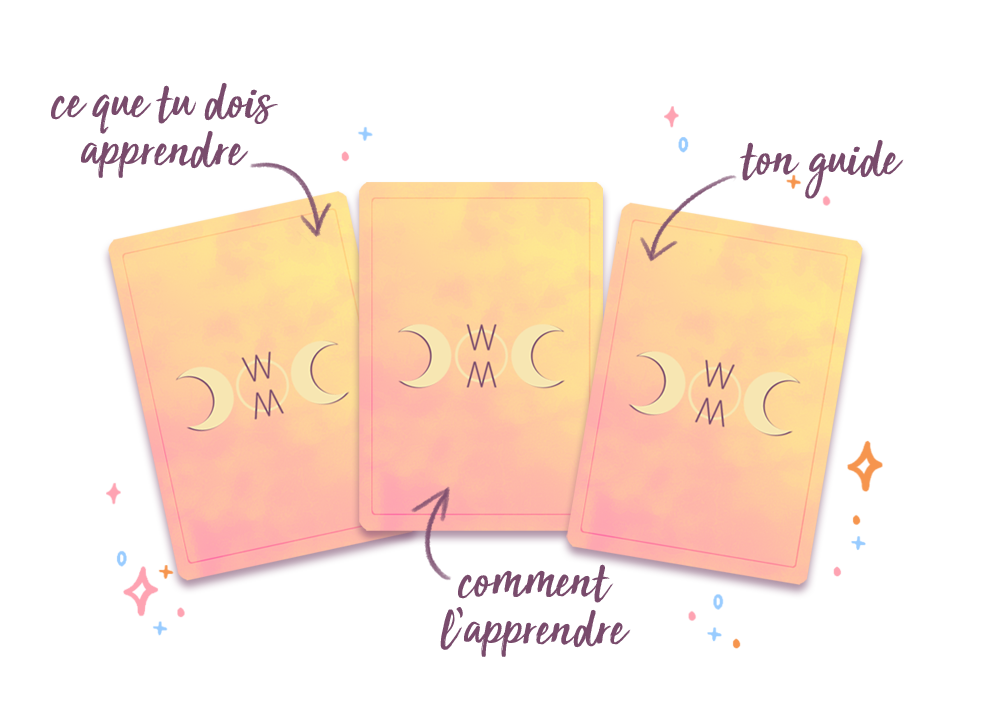 ce que tu dois
apprendre
ton guide
W
M
W
M
W
M
comment
l'apprendre